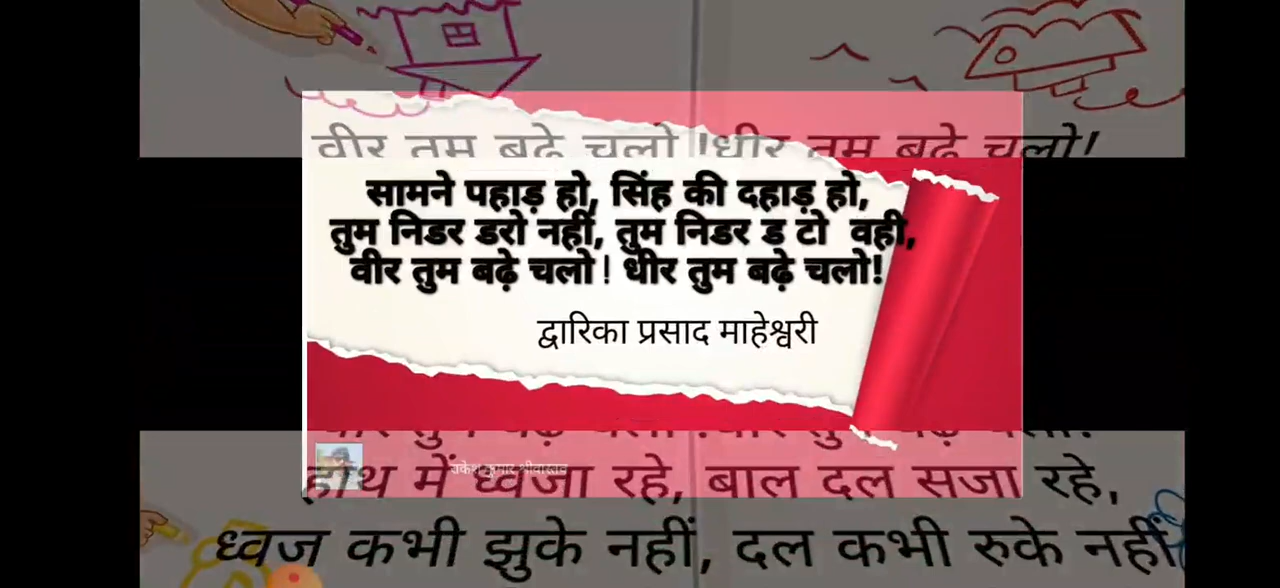 वीर तुम बढ़े चलो !धीर तुम बढ़े चलो!
सामने पहाड़ हो, सिंह की दहाड़ हो,
तुम निडर डरो नहीं, तुम निडर ड टो वही,
वीर तुम बढ़े चलो! धीर तुम बढ़े चलो!
द्वारिका प्रसाद माहेश्वरी
राकेश कुमार श्रीवास्तव
हाथ में ध्वजा रहे, बाल दल सजा रहे,
ध्वज कभी झुके नहीं, दल कभी रुके नहीं